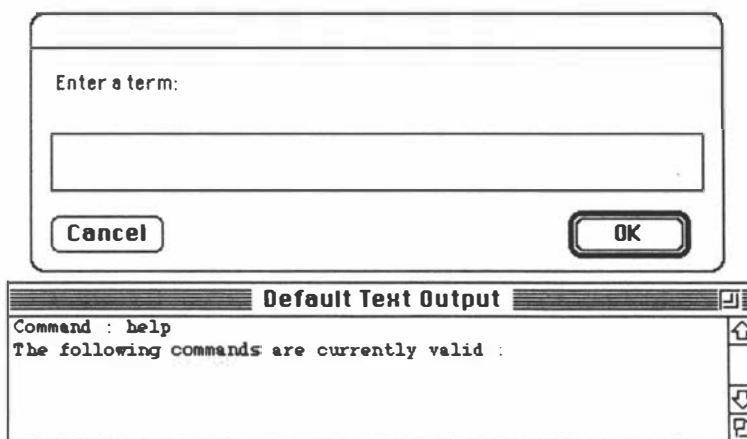 Enter a term:
Cancel
OK
Default Text Output
Command : help
The following commands are currently valid :